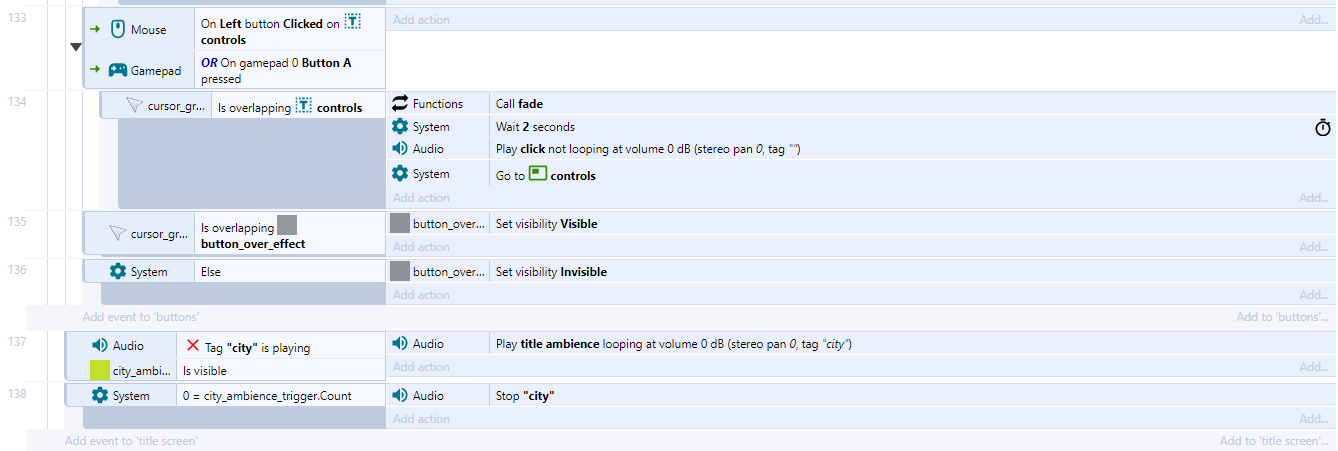 133
Mouse
On Left button Clicked on T controls
Add action
Add...
Gamepad
OR On gamepad 0 Button A pressed
134
cursor_gr...
Is overlapping T controls
Functions
Call fade
System
Wait 2 seconds
Audio
Play click not looping at volume 0 dB (stereo pan 0, tag "")
System
Go to controls
Add action
Add...
135
cursor_gr...
Is overlapping
button_over_effect
button_over...
Set visibility Visible
Add action
Add...
136
System
Else
button_over...
Set visibility Invisible
Add action
Add...
Add event to 'buttons'
Add to 'buttons'...
137
Audio
Tag "city" is playing
Audio
Play title ambience looping at volume 0 dB (stereo pan 0, tag "city")
city_ambi...
Is visible
Add action
Add...
138
System
0 = city_ambience_trigger.Count
Audio
Stop "city"
Add action
Add...
Add event to 'title screen'
Add to 'title screen'...